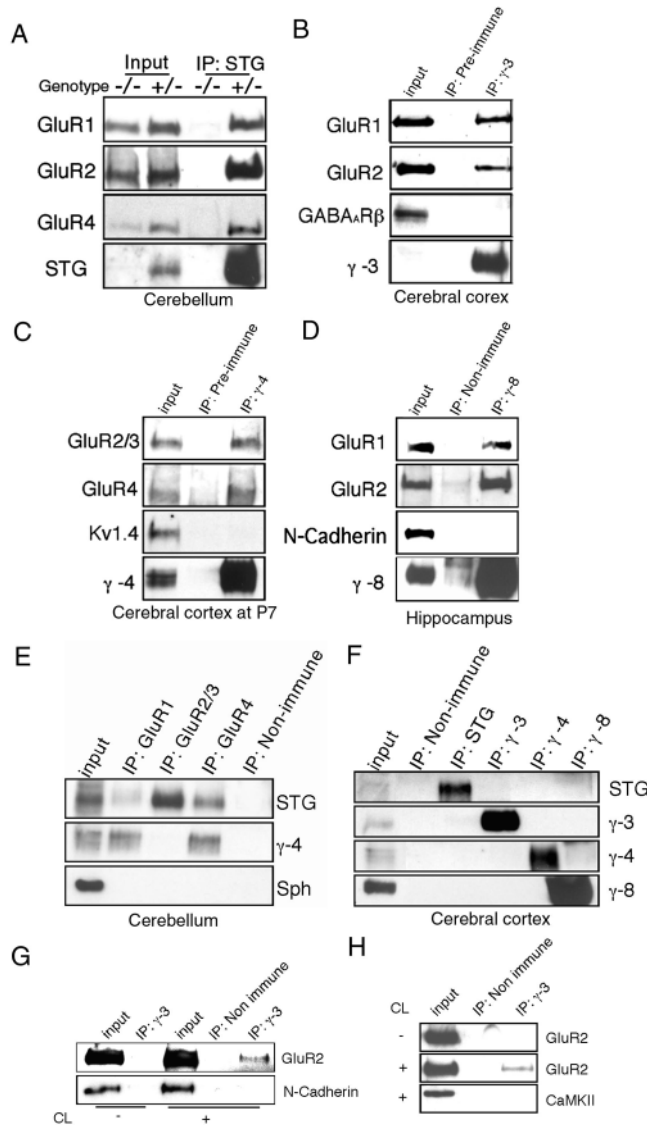 A
Input IP: STG
Genotype -/- +/- -/- +/-
GluR1
GluR2
GluR4
STG
Cerebellum
B
input
IP: Pre-immune
IP: γ-3
GluR1
GluR2
GABAARβ
γ -3
Cerebral corex
C
input
IP: Pre-immune
IP: γ-4
GluR2/3
GluR4
Kv1.4
γ -4
Cerebral cortex at P7
D
input
IP: Non-immune
IP: γ-8
GluR1
GluR2
N-Cadherin
γ -8
Hippocampus
E
input
IP: GluR1
IP: GluR2/3
IP: GluR4
IP: Non-immune
STG
γ-4
Sph
Cerebellum
F
input
IP: Non-immune
IP: STG
IP: γ-3
IP: γ-4
IP: γ-8
STG
γ-3
γ-4
γ-8
Cerebral cortex
G
input
IP: γ-3
input
IP: Non immune
IP: γ-3
GluR2
N-Cadherin
CL - +
H
CL
input
IP: Non immune
IP: γ-3
- GluR2
+ GluR2
+ CaMKII